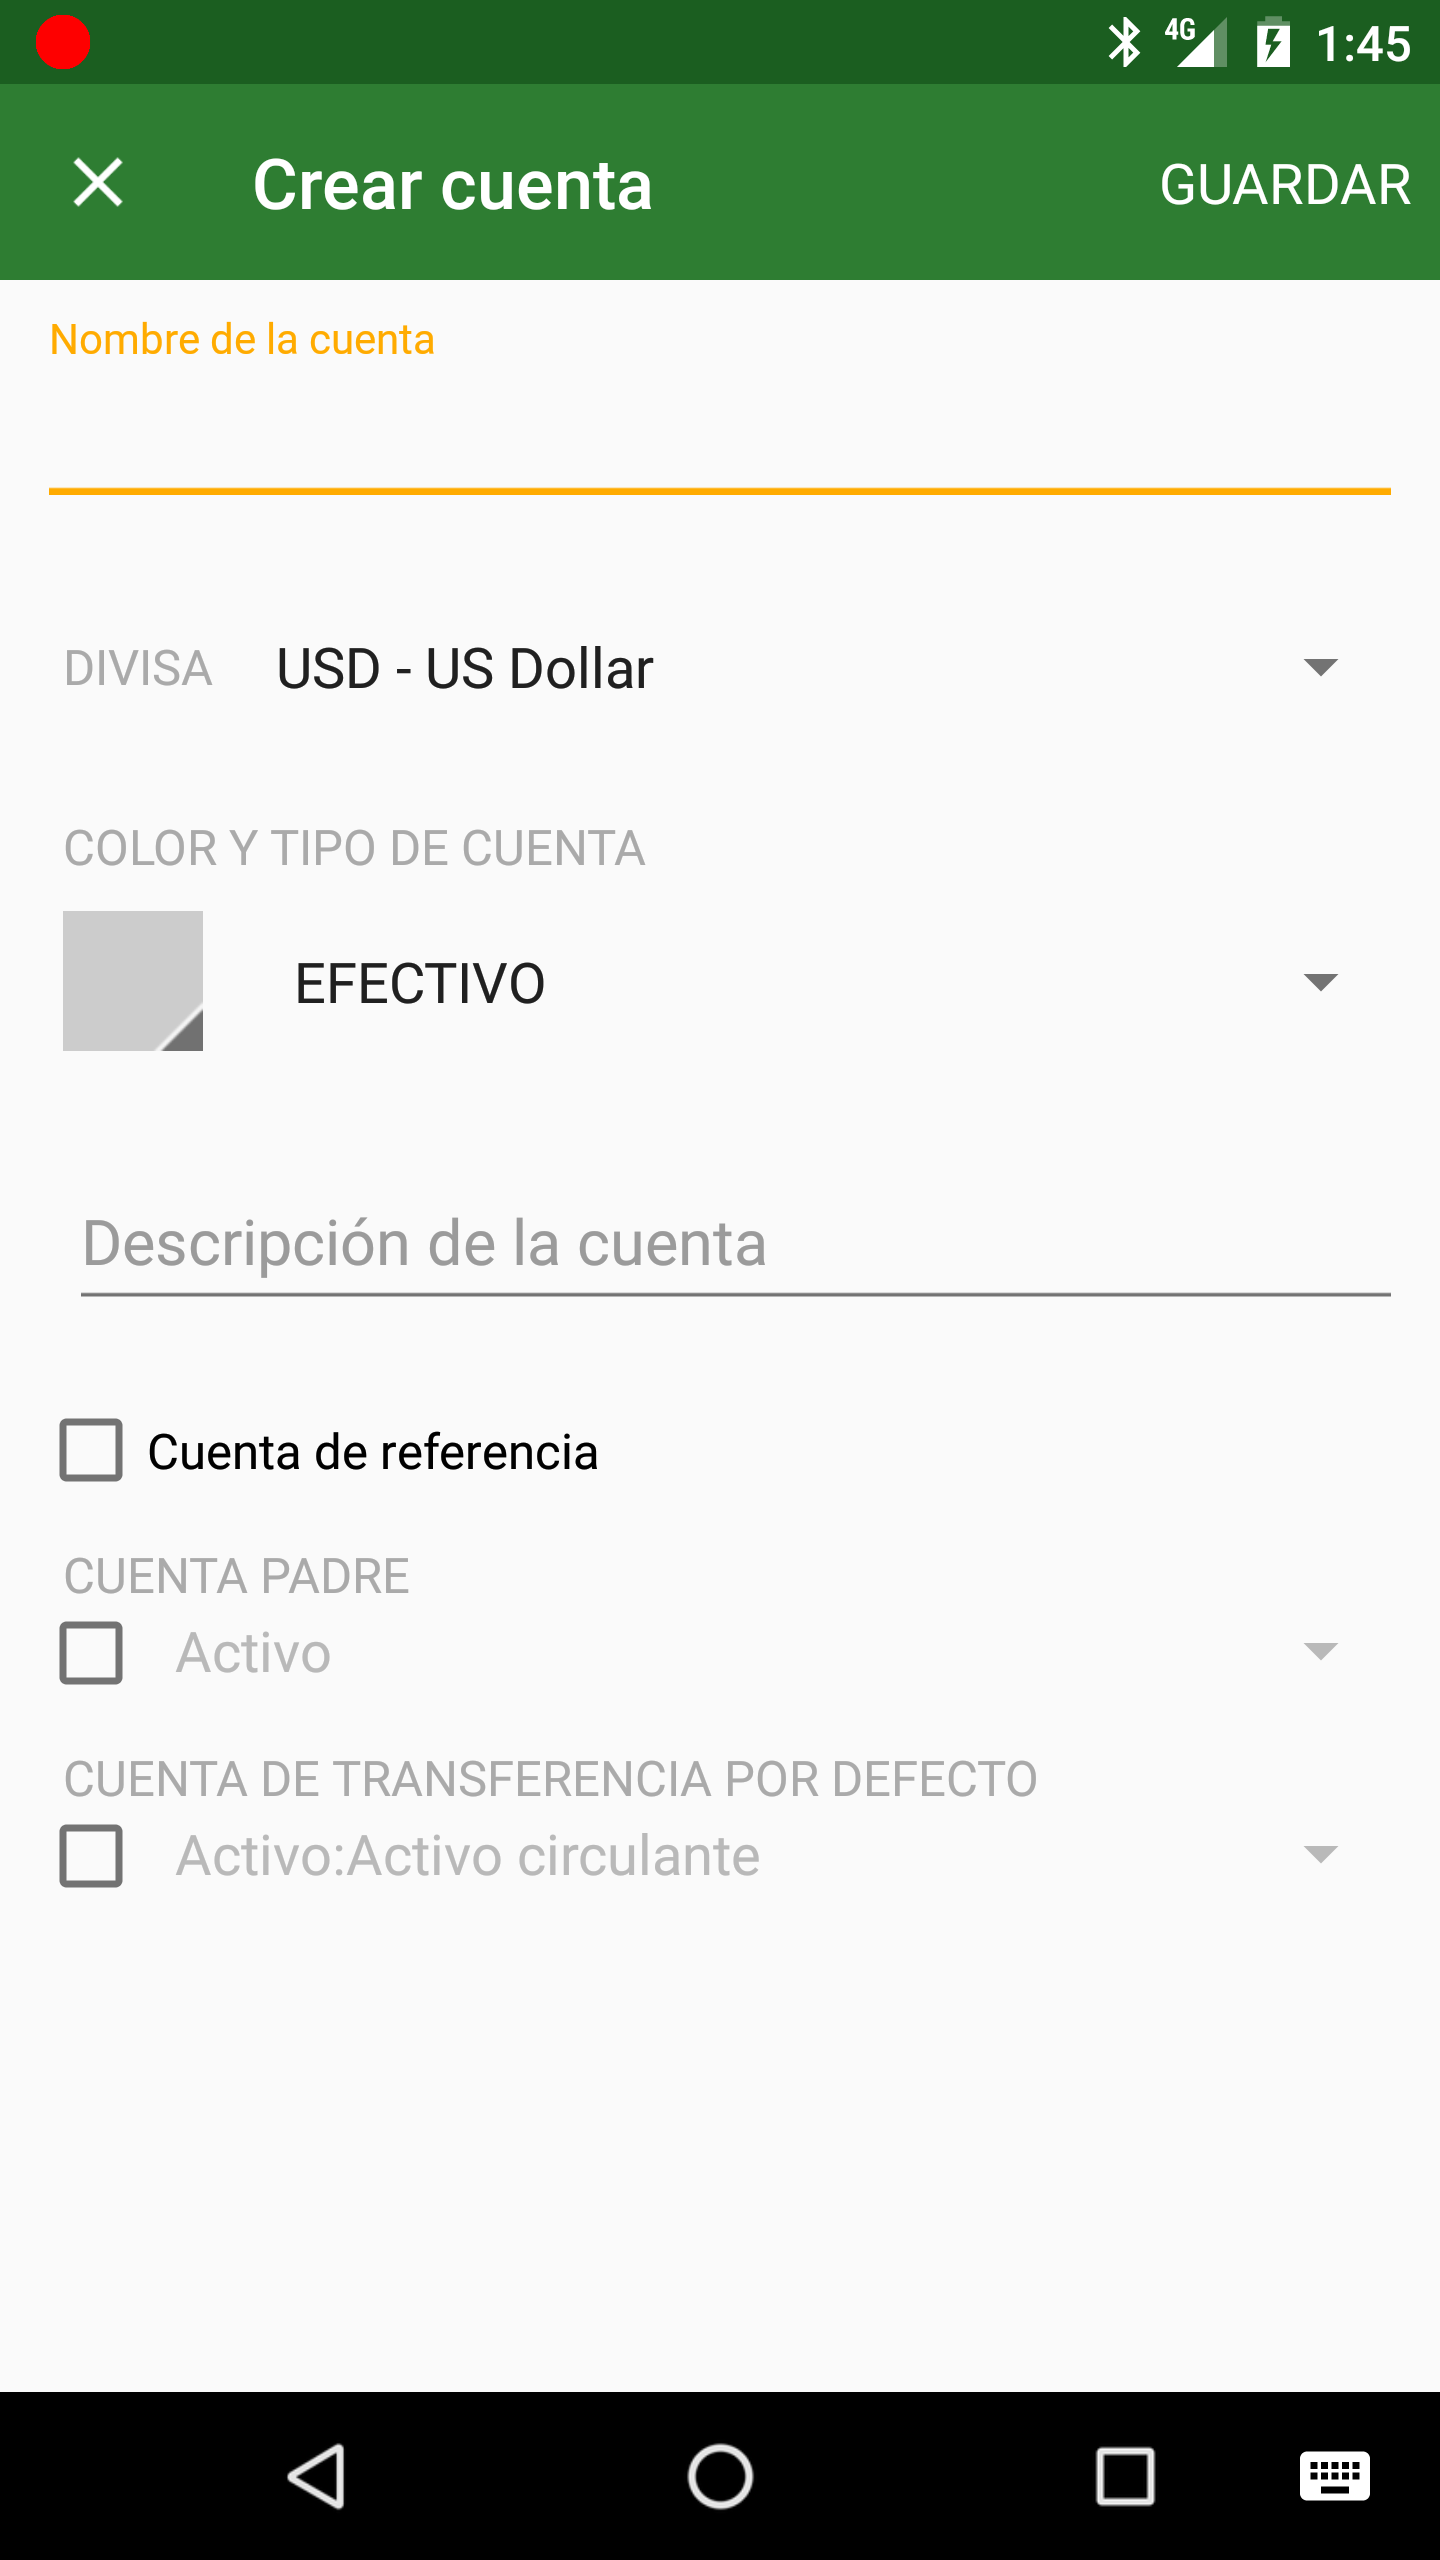 4G 1:45
Crear cuenta GUARDAR
Nombre de la cuenta
DIVISA USD - US Dollar
COLOR Y TIPO DE CUENTA
EFECTIVO
Descripción de la cuenta
Cuenta de referencia
CUENTA PADRE
Activo
CUENTA DE TRANSFERENCIA POR DEFECTO
Activo:Activo circulante